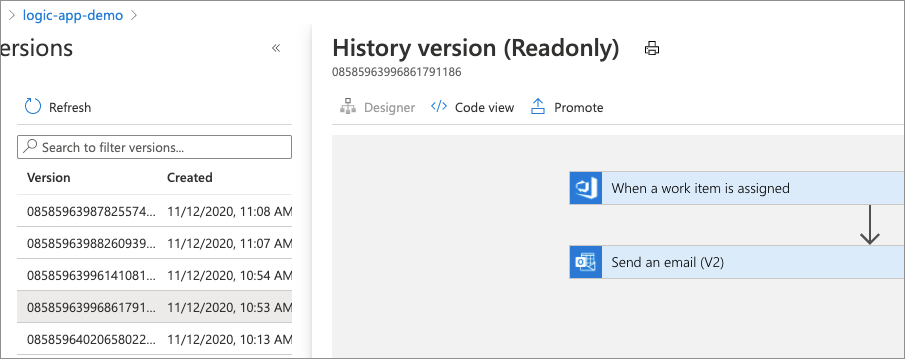 logic-app-demo
ersions
«
Refresh
Search to filter versions...
Version Created
08585963987825574... 11/12/2020, 11:08 AM
08585963988260939... 11/12/2020, 11:07 AM
08585963996141081... 11/12/2020, 10:54 AM
08585963996861791... 11/12/2020, 10:53 AM
08585964020658022... 11/12/2020, 10:13 AM
History version (Readonly)
08585963996861791186
Designer </> Code view Promote
When a work item is assigned
Send an email (V2)